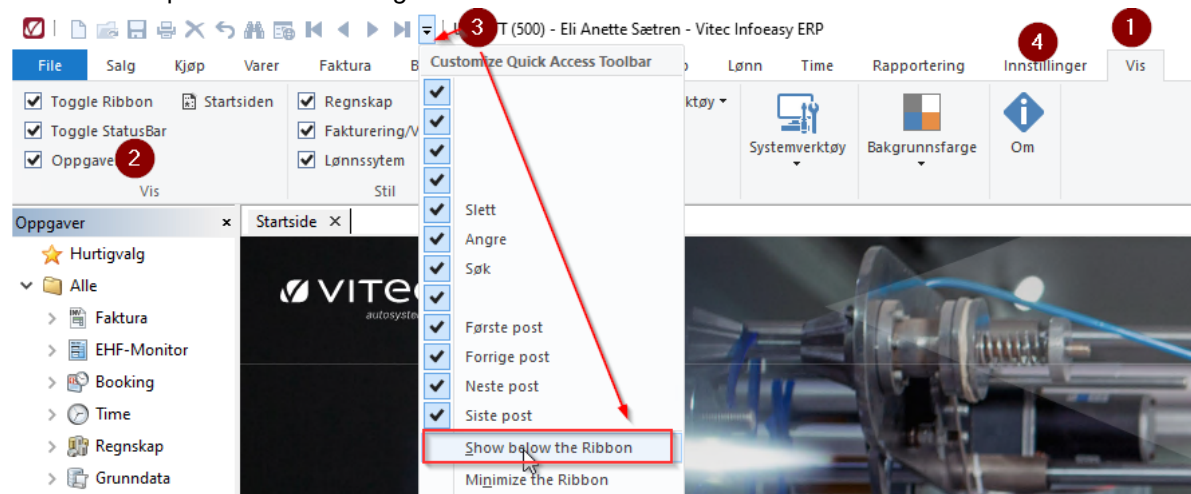 3 T (500) - Eli Anette Sætren - Vitec Infoeasy ERP
4 1
File Salg Kjøp Varer Faktura Lønn Time Rapportering Innstillinger Vis
Customize Quick Access Toolbar
Toggle Ribbon Startsiden Regnskap
Toggle StatusBar Fakturering/V
Oppgave 2 Lønnssytem
Systemverktøy Bakgrunnsfarge Om
Vis Stil
Oppgaver Startside
Hurtigvalg
Alle
Faktura
EHF-Monitor
Booking
Time
Regnskap
Grunndata
VITEC
autosyste
Slett
Angre
Søk
Første post
Forrige post
Neste post
Siste post
Show below the Ribbon
Minimize the Ribbon